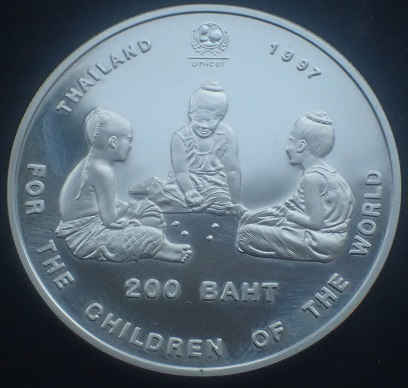 THAILAND
unicef
1997
200 BAHT
FOR THE CHILDREN OF THE WORLD